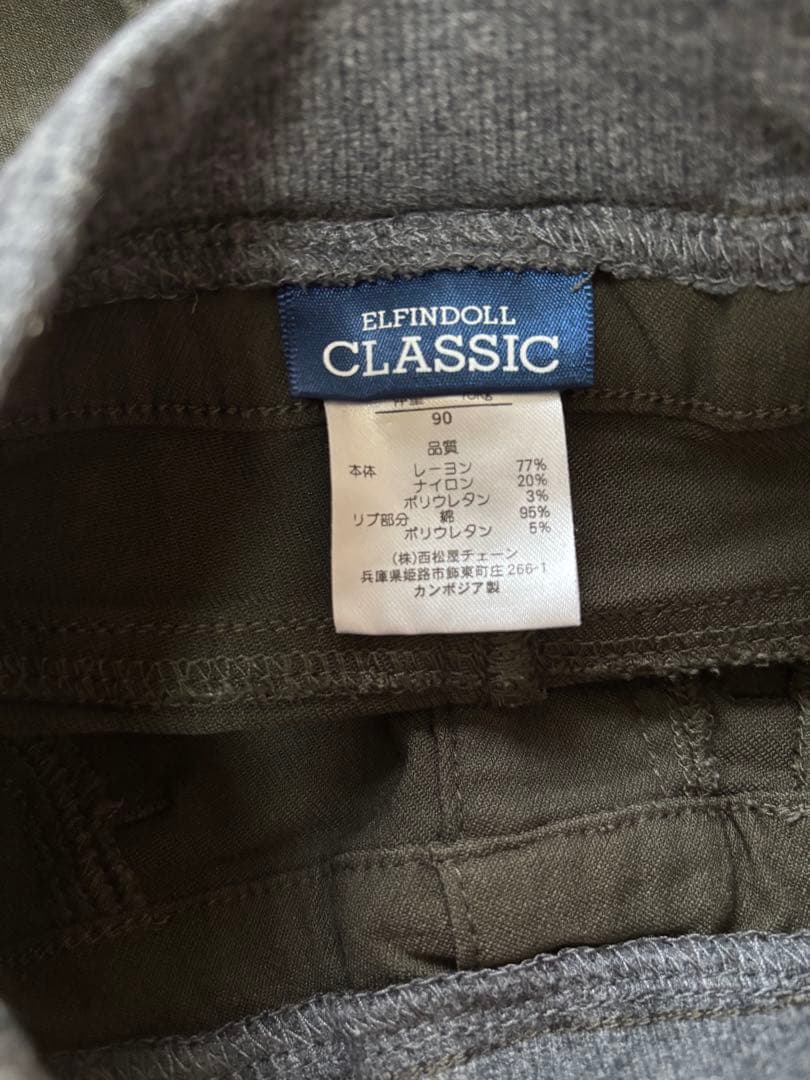 ELFINDOLL
CLASSIC
90
品質
本体 レーヨン 77%
ナイロン 20%
ポリウレタン 3%
リブ部分 綿 95%
ポリウレタン 5%
(株)西松屋チェーン
兵庫県姫路市飾東町庄266-1
カンボジア製